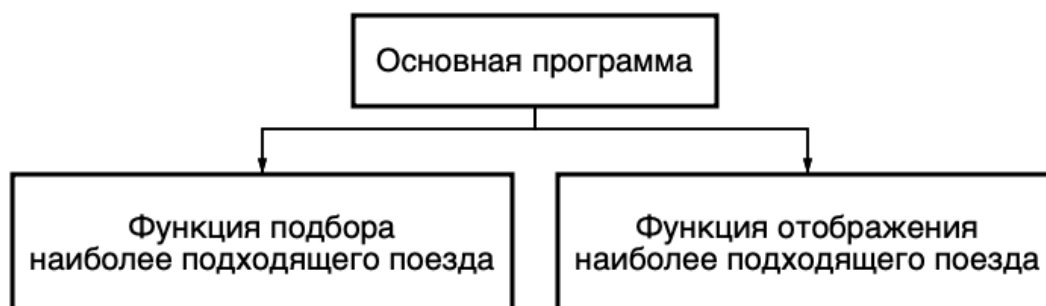 Основная программа
Функция подбора
наиболее подходящего поезда
Функция отображения
наиболее подходящего поезда